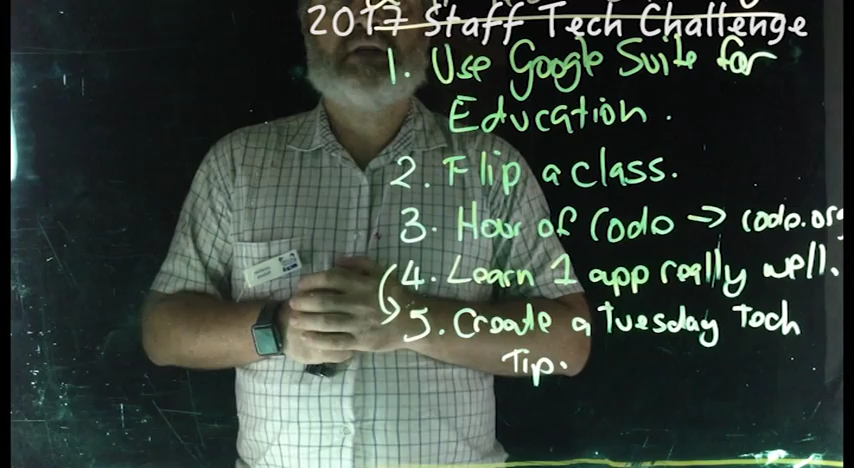 2017 Staff Tech Challenge
1. Use Google Suite for
Education.
2. Flip a class.
3. Hour of Code → code.org
4. Learn 1 app really well.
5. Create a Tuesday Tech
Tip.